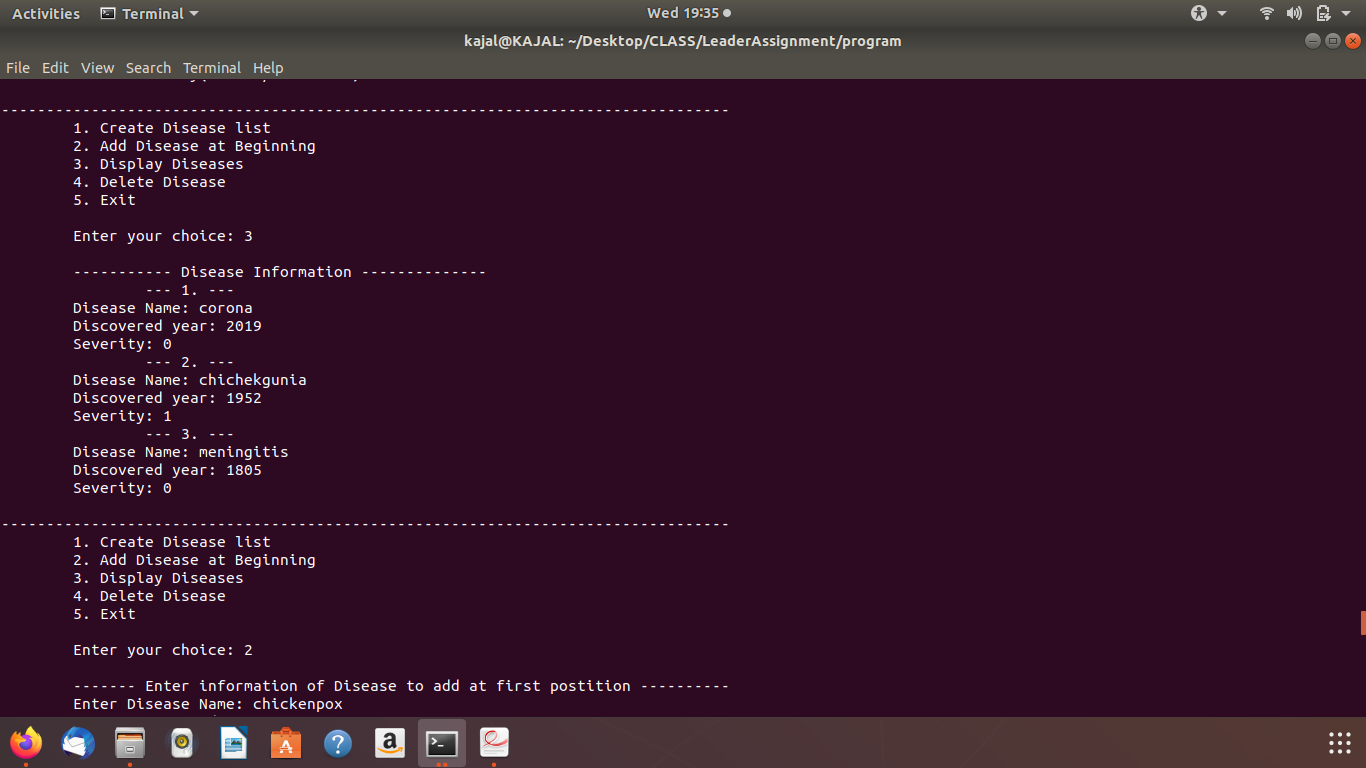 Activities Terminal Wed 19:35
kajal@KAJAL: ~/Desktop/CLASS/LeaderAssignment/program
File Edit View Search Terminal Help
--------------------------------------------------------------------------------
1. Create Disease list
2. Add Disease at Beginning
3. Display Diseases
4. Delete Disease
5. Exit
Enter your choice: 3
----------- Disease Information --------------
--- 1. ---
Disease Name: corona
Discovered year: 2019
Severity: 0
--- 2. ---
Disease Name: chichekgunia
Discovered year: 1952
Severity: 1
--- 3. ---
Disease Name: meningitis
Discovered year: 1805
Severity: 0
--------------------------------------------------------------------------------
1. Create Disease list
2. Add Disease at Beginning
3. Display Diseases
4. Delete Disease
5. Exit
Enter your choice: 2
------- Enter information of Disease to add at first postition ----------
Enter Disease Name: chickenpox